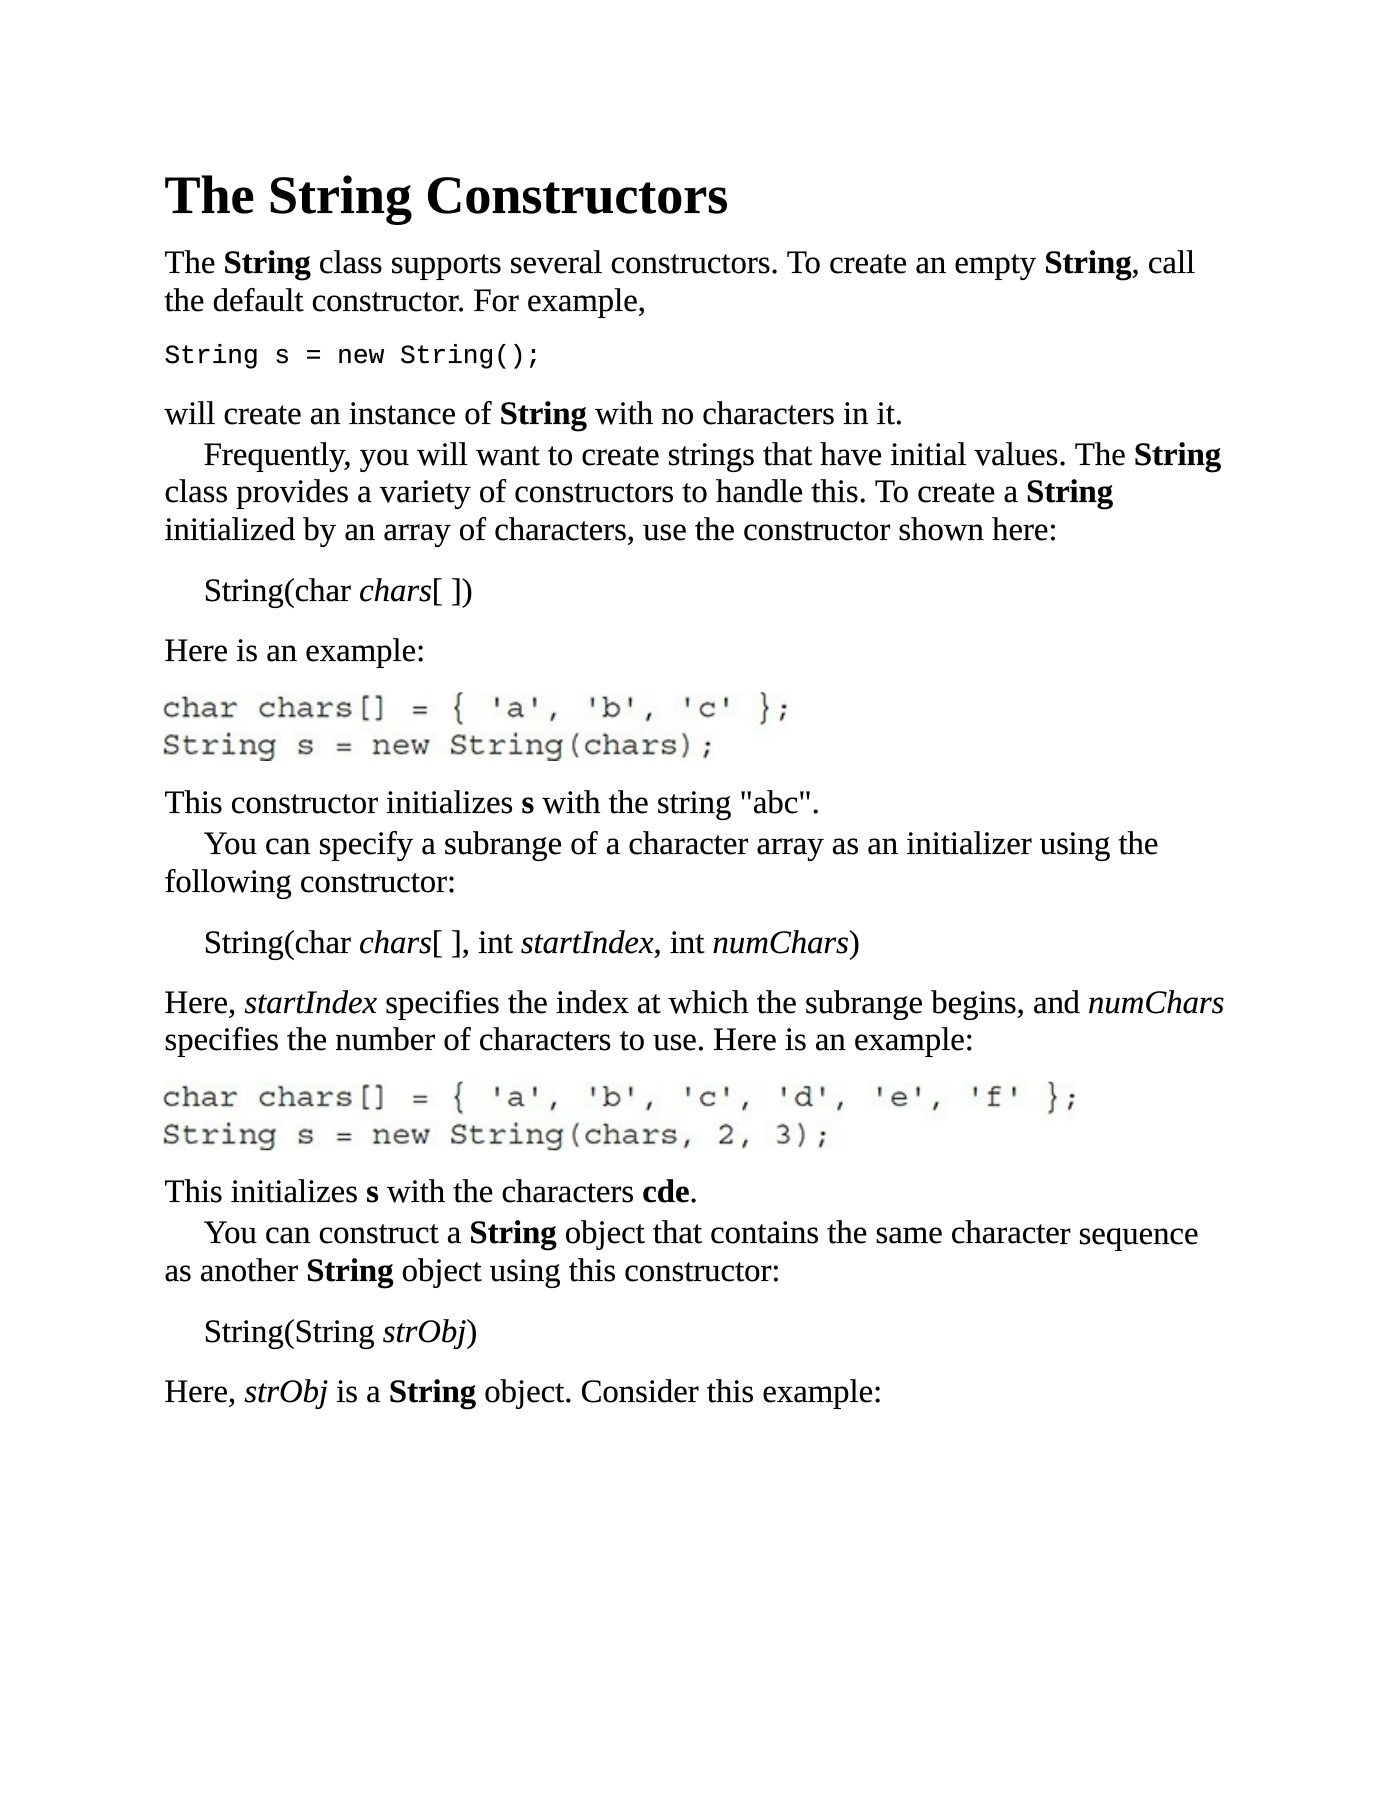 The String Constructors
The String class supports several constructors. To create an empty String, call
the default constructor. For example,
String s = new String();
will create an instance of String with no characters in it.
Frequently, you will want to create strings that have initial values. The String
class provides a variety of constructors to handle this. To create a String
initialized by an array of characters, use the constructor shown here:
String(char chars[ ])
Here is an example:
char chars[] = { 'a', 'b', 'c' };
String s = new String(chars);
This constructor initializes s with the string "abc".
You can specify a subrange of a character array as an initializer using the
following constructor:
String(char chars[ ], int startIndex, int numChars)
Here, startIndex specifies the index at which the subrange begins, and numChars
specifies the number of characters to use. Here is an example:
char chars[] = { 'a', 'b', 'c', 'd', 'e', 'f' };
String s = new String(chars, 2, 3);
This initializes s with the characters cde.
You can construct a String object that contains the same character sequence
as another String object using this constructor:
String(String strObj)
Here, strObj is a String object. Consider this example: